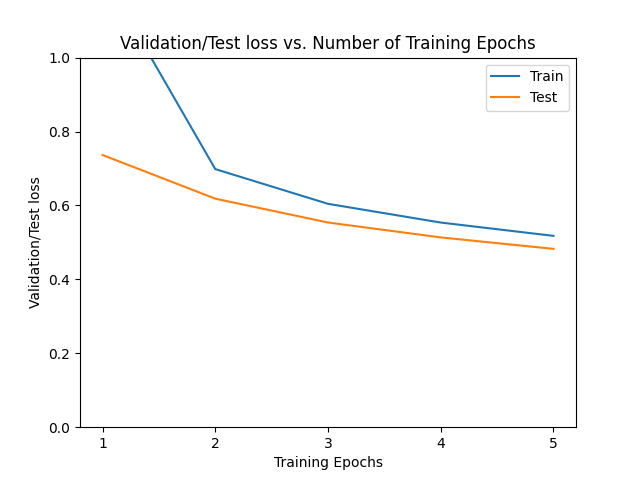 Validation/Test loss vs. Number of Training Epochs
Train
Test
Validation/Test loss
1.0
0.8
0.6
0.4
0.2
0.0
1 2 3 4 5
Training Epochs